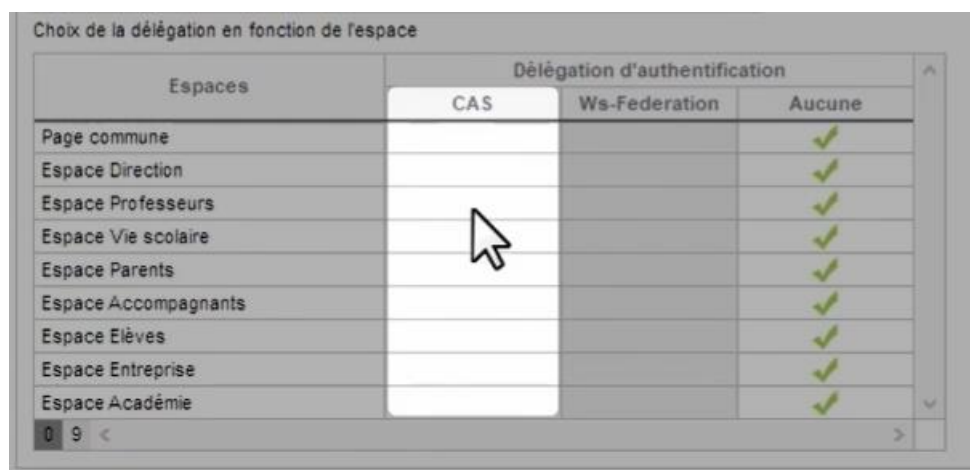 Choix de la délégation en fonction de l'espace
Espaces
Délégation d'authentification
CAS Ws-Federation Aucune
Page commune
Espace Direction
Espace Professeurs
Espace Vie scolaire
Espace Parents
Espace Accompagnants
Espace Elèves
Espace Entreprise
Espace Académie
0 9 < >